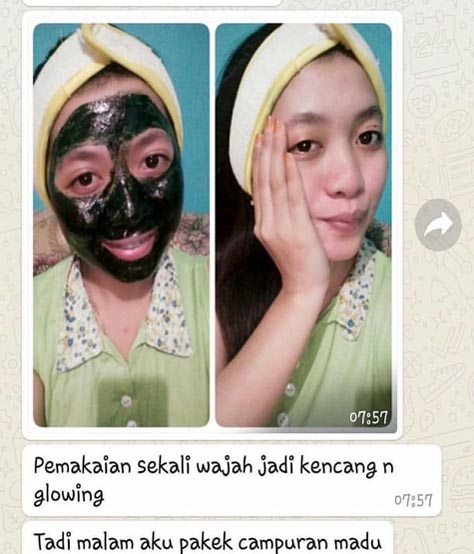 07:57
Pemakaian sekali wajah jadi kencang n
glowing
07:57
Tadi malam aku pakek campuran madu